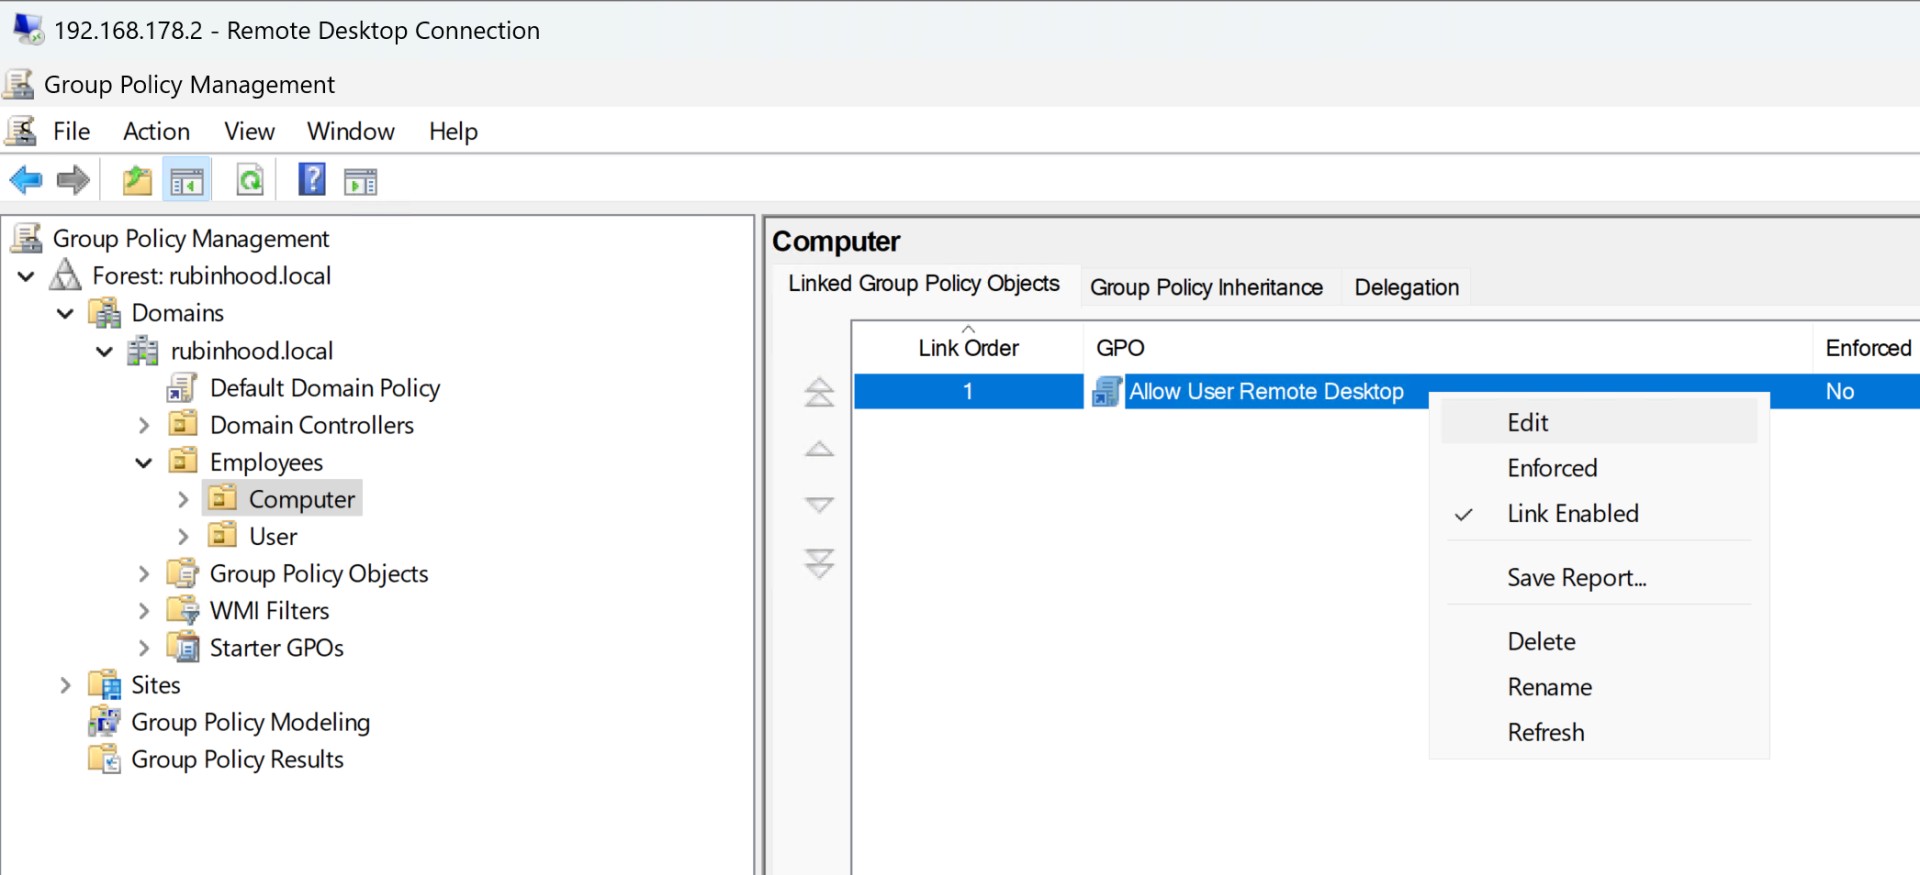 192.168.178.2 - Remote Desktop Connection
Group Policy Management
File Action View Window Help
Group Policy Management
Forest: rubinhood.local
Domains
rubinhood.local
Default Domain Policy
Domain Controllers
Employees
Computer
User
Group Policy Objects
WMI Filters
Starter GPOs
Sites
Group Policy Modeling
Group Policy Results
Computer
Linked Group Policy Objects Group Policy Inheritance Delegation
Link Order GPO Enforced
1 Allow User Remote Desktop No
Edit
Enforced
Link Enabled
Save Report...
Delete
Rename
Refresh